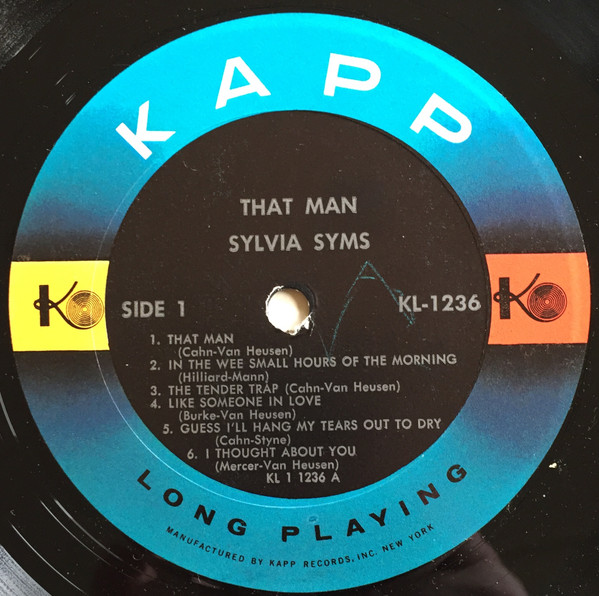 KAPP
THAT MAN
SYLVIA SYMS
SIDE 1
KL-1236
1. THAT MAN
(Cahn-Van Heusen)
2. IN THE WEE SMALL HOURS OF THE MORNING
(Hilliard-Mann)
3. THE TENDER TRAP (Cahn-Van Heusen)
4. LIKE SOMEONE IN LOVE
(Burke-Van Heusen)
5. GUESS I'LL HANG MY TEARS OUT TO DRY
(Cahn-Styne)
6. I THOUGHT ABOUT YOU
(Mercer-Van Heusen)
KL 1 1236 A
LONG PLAYING
MANUFACTURED BY KAPP RECORDS, INC. NEW YORK